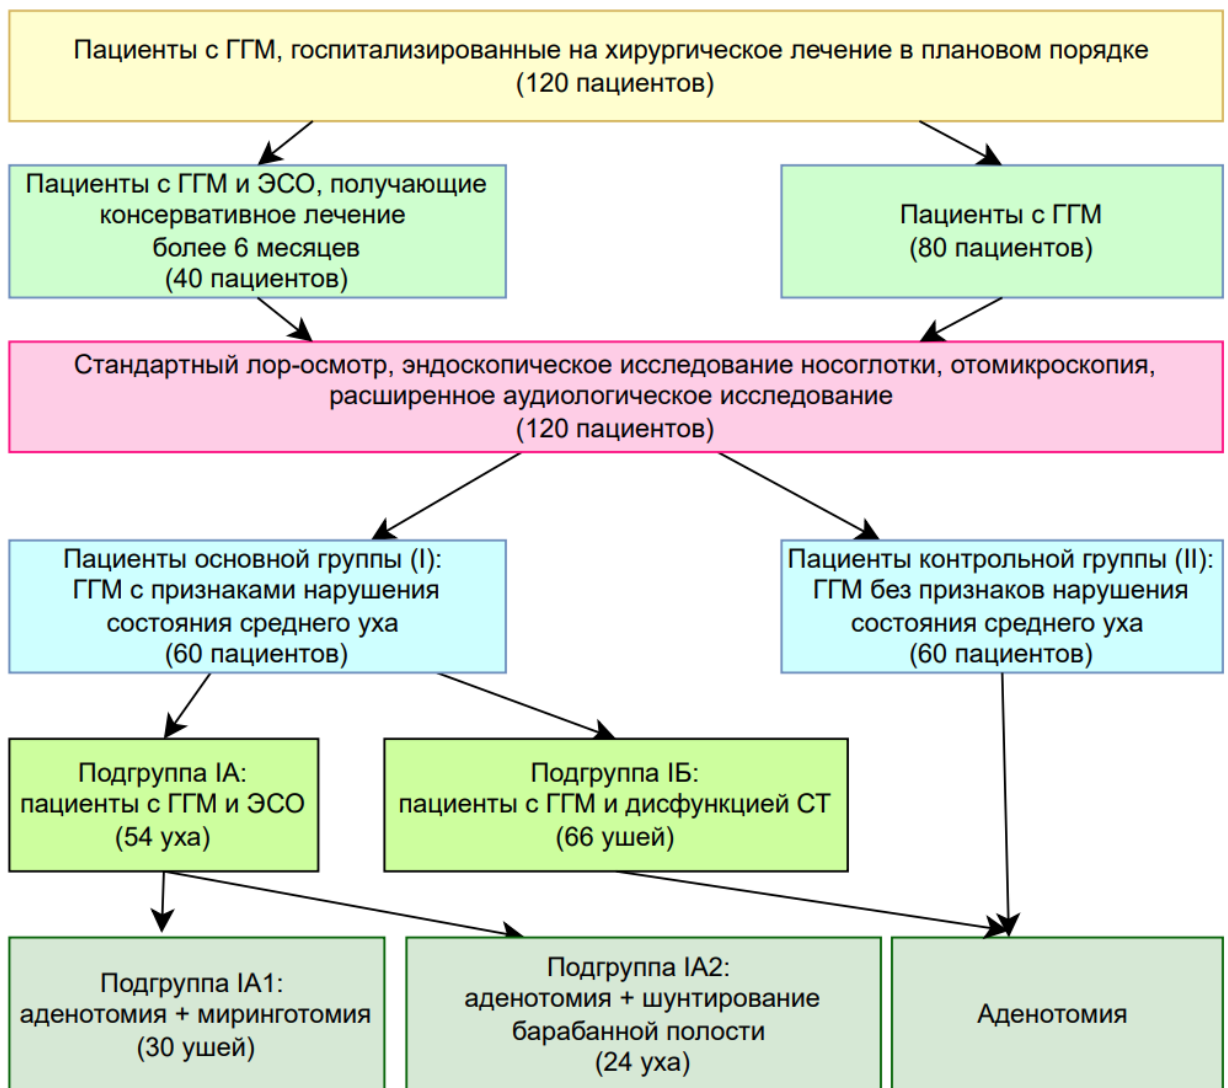 Пациенты с ГГМ, госпитализированные на хирургическое лечение в плановом порядке
(120 пациентов)
Пациенты с ГГМ и ЭСО, получающие
консервативное лечение
более 6 месяцев
(40 пациентов)
Пациенты с ГГМ
(80 пациентов)
Стандартный лор-осмотр, эндоскопическое исследование носоглотки, отомикроскопия,
расширенное аудиологическое исследование
(120 пациентов)
Пациенты основной группы (I):
ГГМ с признаками нарушения
состояния среднего уха
(60 пациентов)
Пациенты контрольной группы (II):
ГГМ без признаков нарушения
состояния среднего уха
(60 пациентов)
Подгруппа IА:
пациенты с ГГМ и ЭСО
(54 уха)
Подгруппа IБ:
пациенты с ГГМ и дисфункцией СТ
(66 ушей)
Подгруппа IА1:
аденотомия + миринготомия
(30 ушей)
Подгруппа IА2:
аденотомия + шунтирование
барабанной полости
(24 уха)
Аденотомия